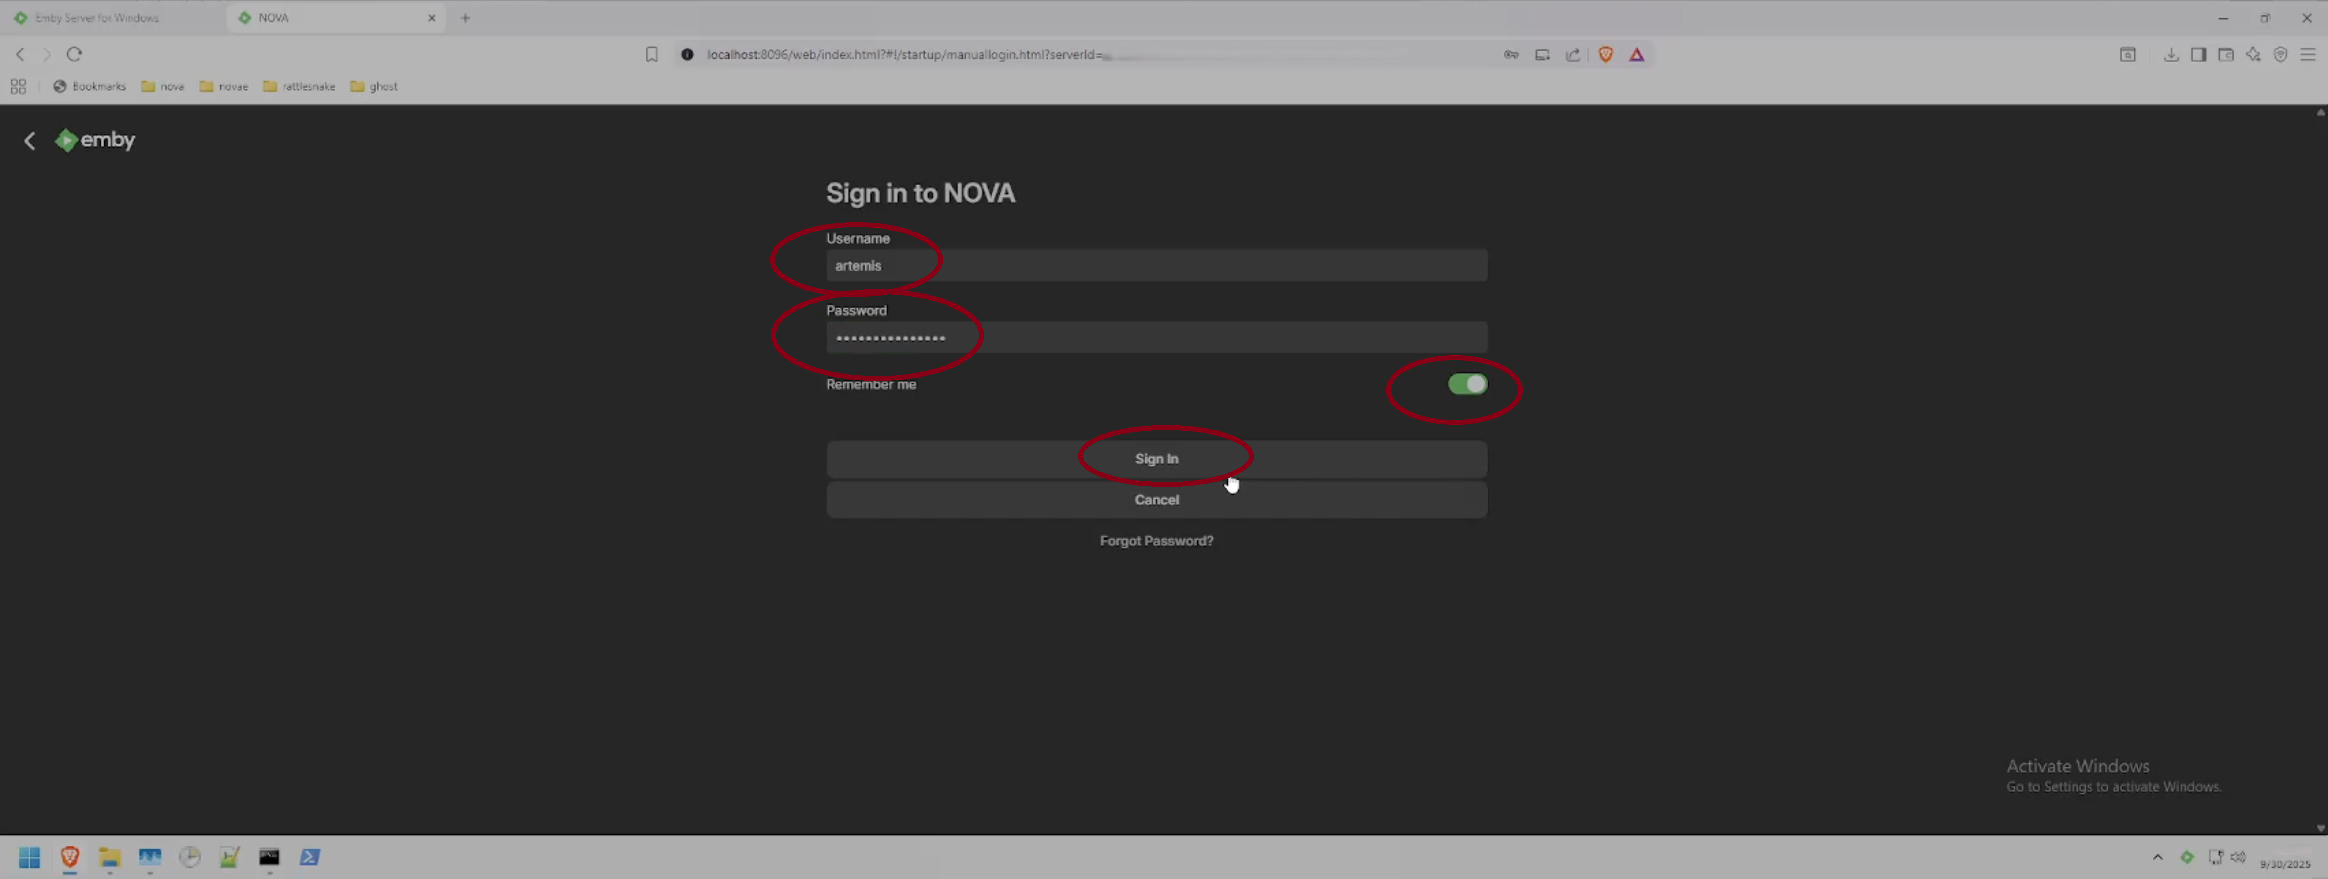 Emby Server for Windows
NOVA
localhost:8096/web/index.html?#!/startup/manuallogin.html?serverId=
Bookmarks
nova
novae
rattlesnake
ghost
emby
Sign in to NOVA
Username
artemis
Password
•••••••••••••••
Remember me
Sign In
Cancel
Forgot Password?
Activate Windows
Go to Settings to activate Windows.
9/30/2025